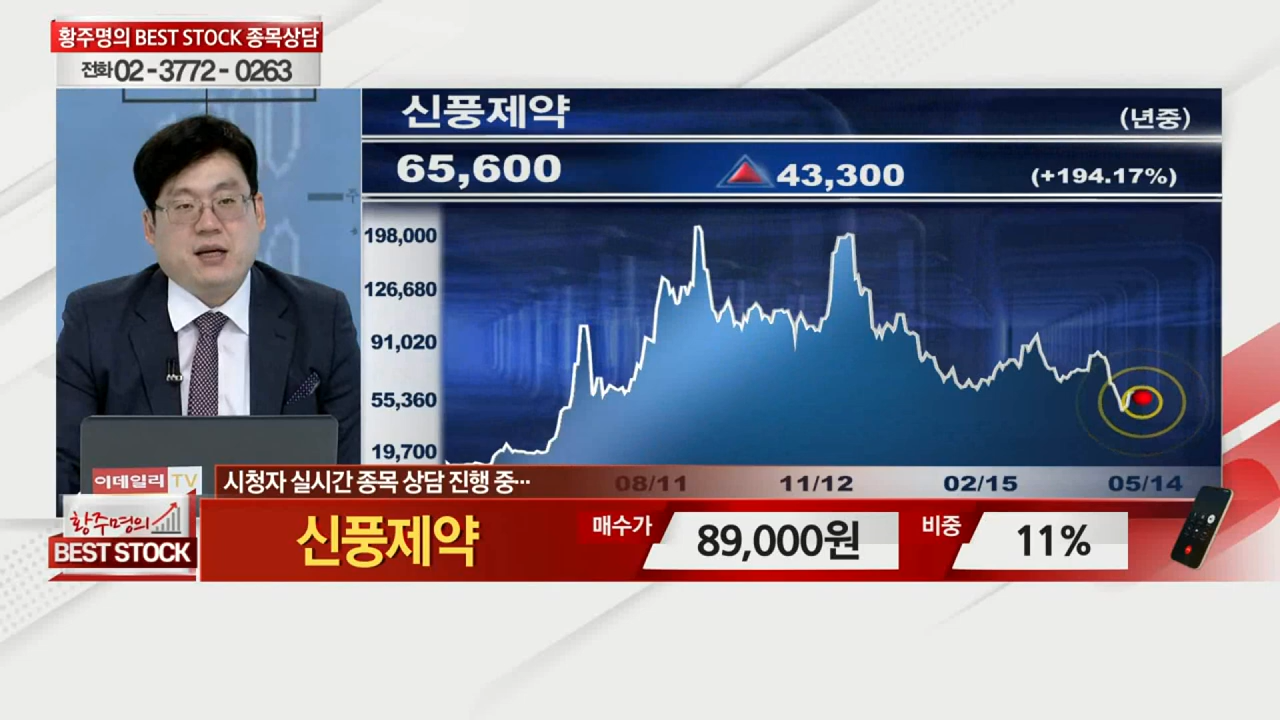 황주명의 BEST STOCK 종목상담
전화 02-3772-0263
신풍제약
(년중)
65,600
43,300
(+194.17%)
198,000
126,680
91,020
55,360
19,700
08/11
11/12
02/15
05/14
이데일리 TV
시청자 실시간 종목 상담 진행 중…
황주명의
BEST STOCK
신풍제약
매수가
89,000원
비중
11%